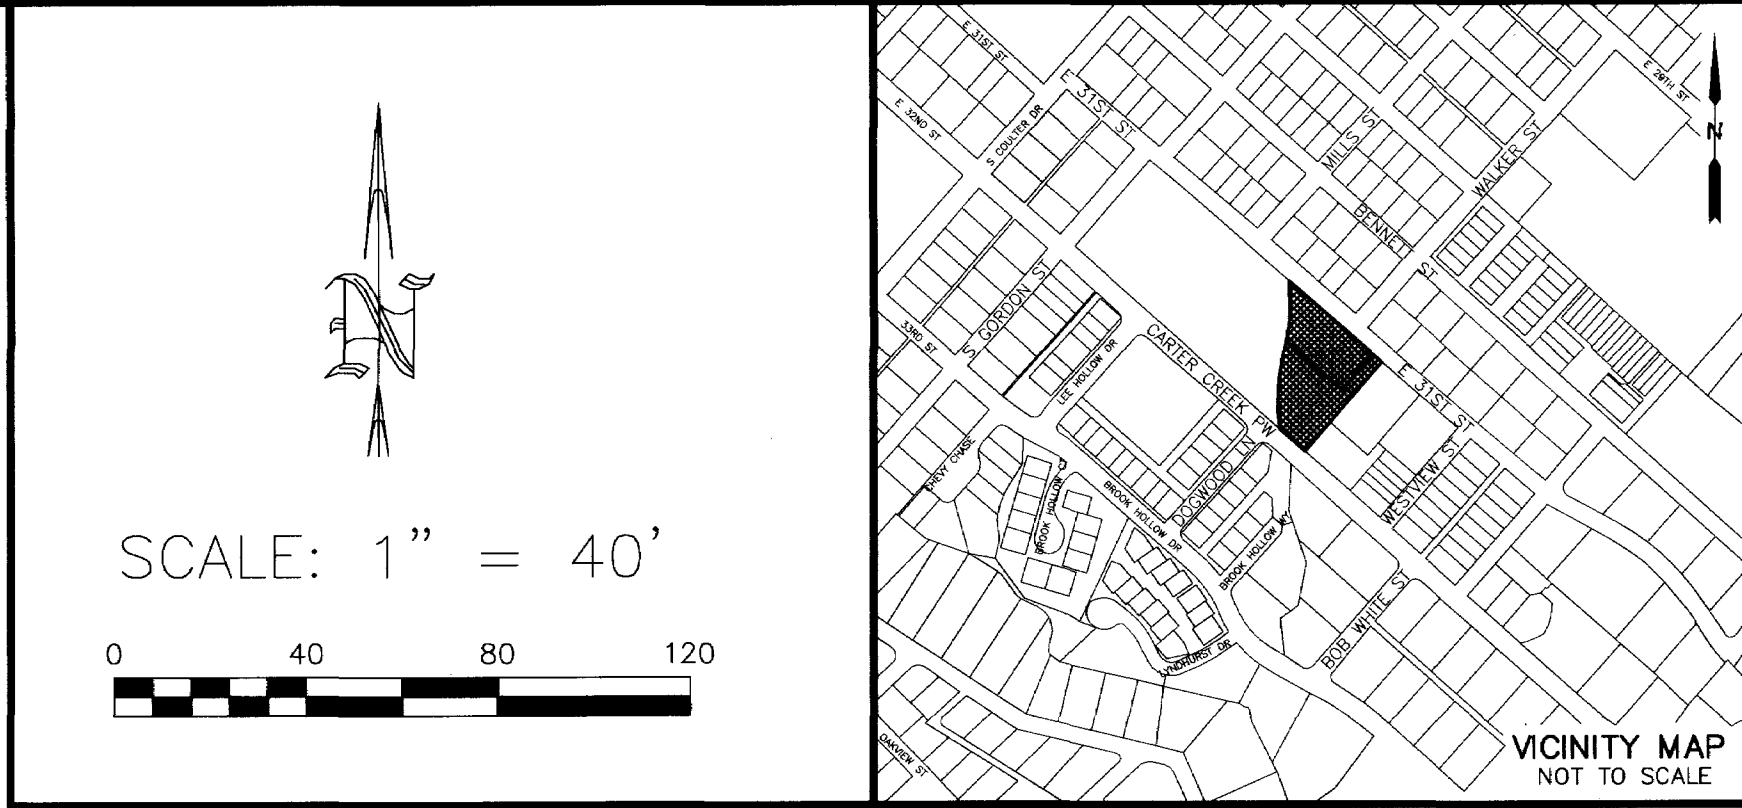 N
SCALE: 1" = 40'
0 40 80 120
E 31ST ST
E 32ND ST
S COULTER DR
E 31ST ST
MILLS S
WALKER ST
E 29TH ST
N
BENNETT ST
S GORDON ST
33RD ST
LEE HOLLOW DR
CARTER CREEK PW
E 31ST S
CHEVY CHASE
BROOK HOLLOW CT
BROOK HOLLOW DR
DOGWOOD LN
WESTVIEW ST
BROOK HOLLOW WY
BOB WHITE ST
LYNDHURST DR
OAKVIEW ST
VICINITY MAP
NOT TO SCALE